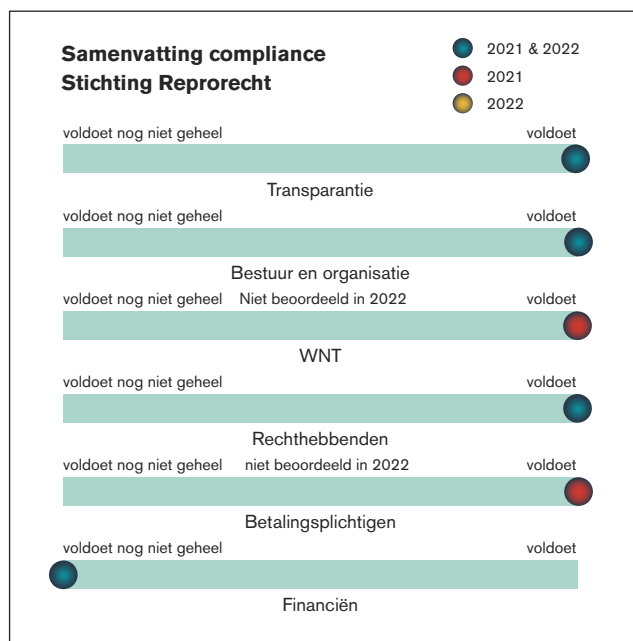 Samenvatting compliance
Stichting Reprorecht
2021 & 2022
2021
2022
voldoet nog niet geheel voldoet
Transparantie
voldoet nog niet geheel voldoet
Bestuur en organisatie
voldoet nog niet geheel Niet beoordeeld in 2022 voldoet
WNT
voldoet nog niet geheel voldoet
Rechthebbenden
voldoet nog niet geheel niet beoordeeld in 2022 voldoet
Betalingsplichtigen
voldoet nog niet geheel voldoet
Financiën